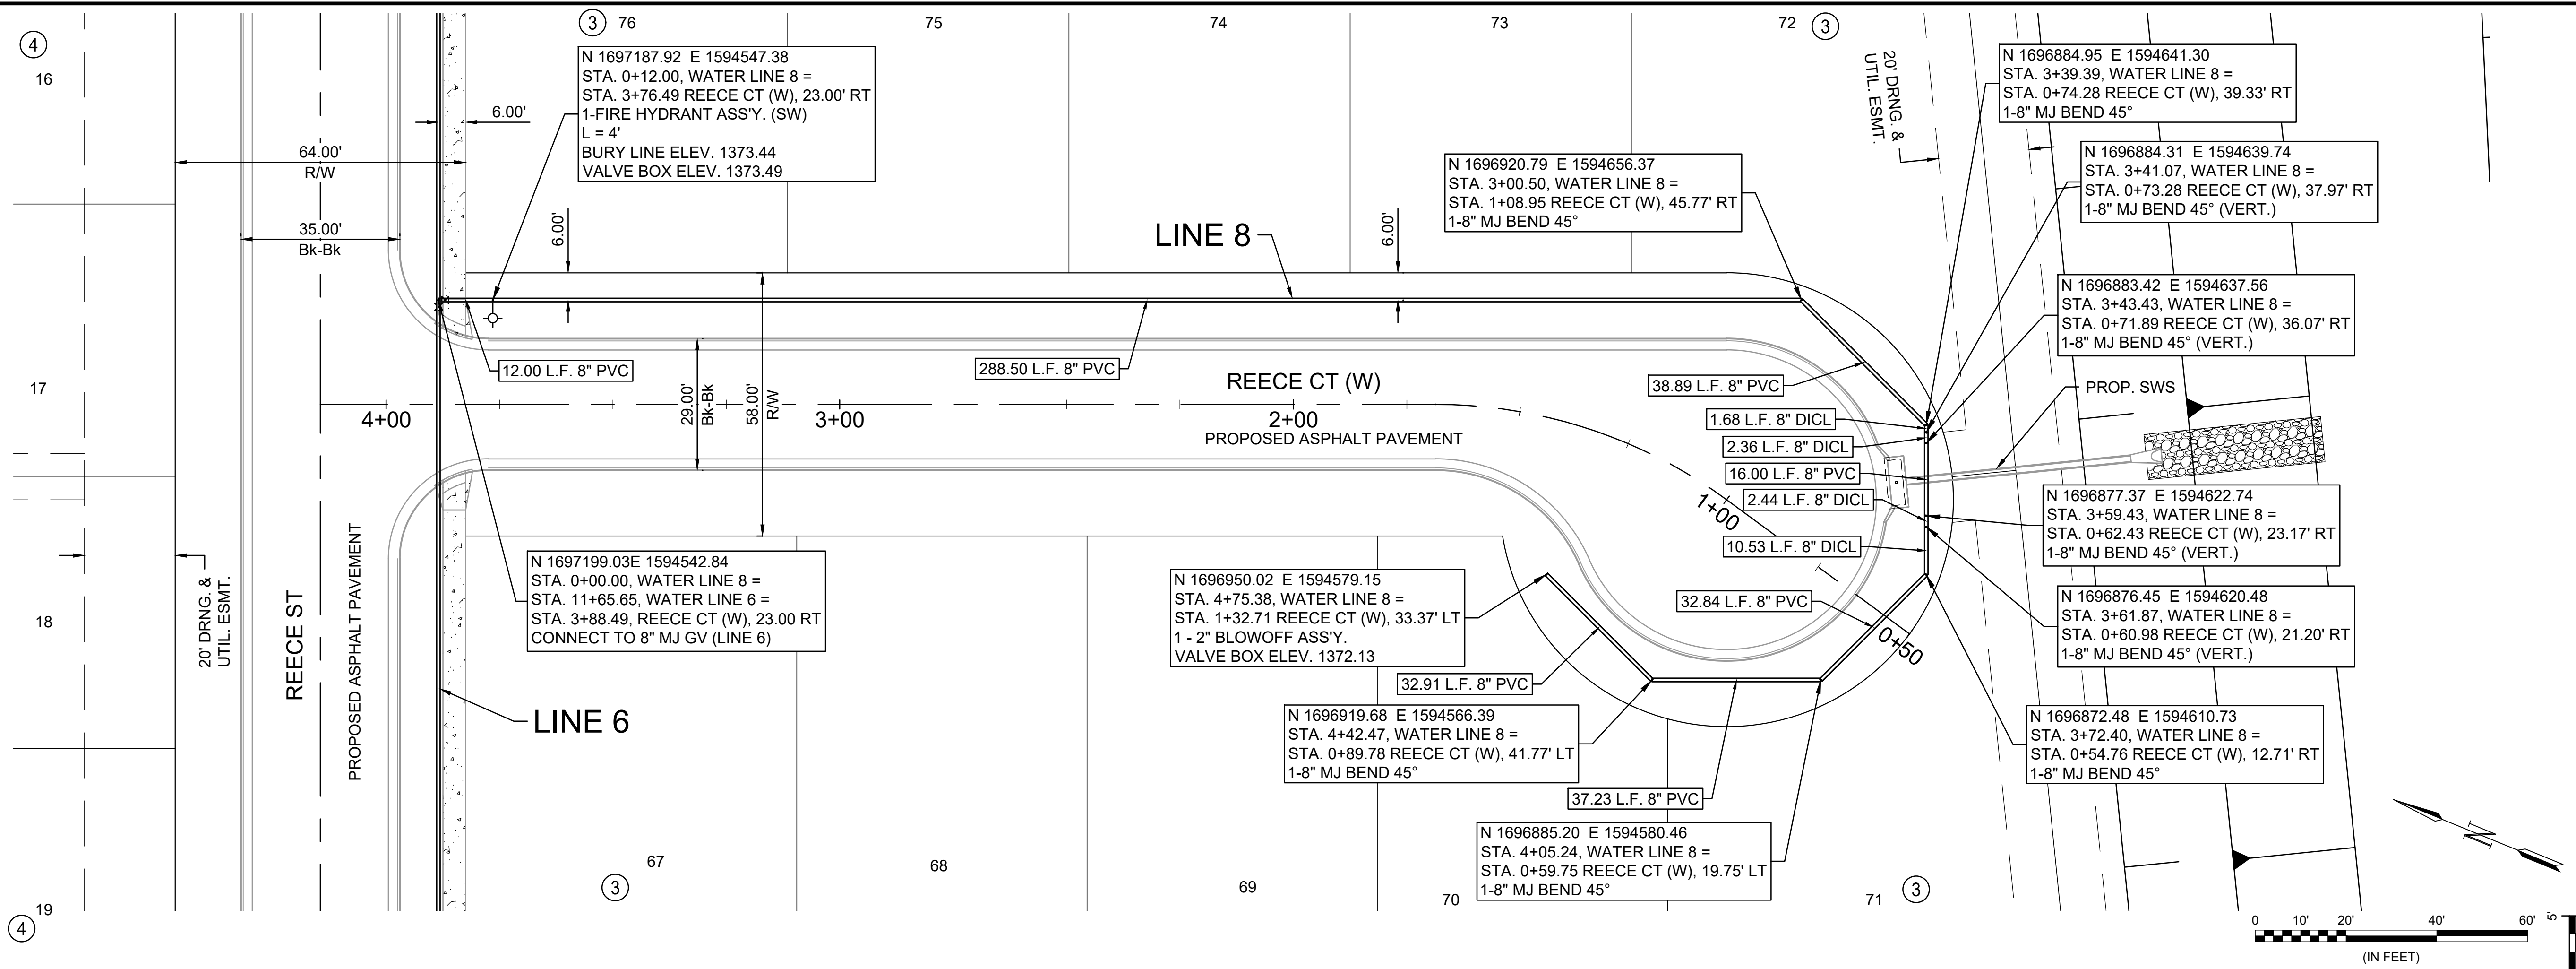 4
16
17
18
19
4
3
76
75
74
73
72
3
64.00'
R/W
35.00'
Bk-Bk
6.00'
N 1697187.92  E 1594547.38
STA. 0+12.00, WATER LINE 8 =
STA. 3+76.49 REECE CT (W), 23.00' RT
1-FIRE HYDRANT ASS'Y. (SW)
L = 4'
BURY LINE ELEV. 1373.44
VALVE BOX ELEV. 1373.49
6.00'
LINE 8
6.00'
N 1696920.79  E 1594656.37
STA. 3+00.50, WATER LINE 8 =
STA. 1+08.95 REECE CT (W), 45.77' RT
1-8" MJ BEND 45°
20' DRNG. &
UTIL. ESMT.
N 1696884.95  E 1594641.30
STA. 3+39.39, WATER LINE 8 =
STA. 0+74.28 REECE CT (W), 39.33' RT
1-8" MJ BEND 45°
N 1696884.31  E 1594639.74
STA. 3+41.07, WATER LINE 8 =
STA. 0+73.28 REECE CT (W), 37.97' RT
1-8" MJ BEND 45° (VERT.)
N 1696883.42  E 1594637.56
STA. 3+43.43, WATER LINE 8 =
STA. 0+71.89 REECE CT (W), 36.07' RT
1-8" MJ BEND 45° (VERT.)
12.00 L.F. 8" PVC
288.50 L.F. 8" PVC
29.00'
Bk-Bk
58.00'
R/W
REECE CT (W)
38.89 L.F. 8" PVC
PROP. SWS
4+00
3+00
2+00
PROPOSED ASPHALT PAVEMENT
1.68 L.F. 8" DICL
2.36 L.F. 8" DICL
16.00 L.F. 8" PVC
2.44 L.F. 8" DICL
1+00
10.53 L.F. 8" DICL
N 1696877.37  E 1594622.74
STA. 3+59.43, WATER LINE 8 =
STA. 0+62.43 REECE CT (W), 23.17' RT
1-8" MJ BEND 45° (VERT.)
20' DRNG. &
UTIL. ESMT.
REECE ST
PROPOSED ASPHALT PAVEMENT
N 1697199.03E 1594542.84
STA. 0+00.00, WATER LINE 8 =
STA. 11+65.65, WATER LINE 6 =
STA. 3+88.49, REECE CT (W), 23.00 RT
CONNECT TO 8" MJ GV (LINE 6)
N 1696950.02  E 1594579.15
STA. 4+75.38, WATER LINE 8 =
STA. 1+32.71 REECE CT (W), 33.37' LT
1 - 2" BLOWOFF ASS'Y.
VALVE BOX ELEV. 1372.13
32.84 L.F. 8" PVC
0+50
N 1696876.45  E 1594620.48
STA. 3+61.87, WATER LINE 8 =
STA. 0+60.98 REECE CT (W), 21.20' RT
1-8" MJ BEND 45° (VERT.)
32.91 L.F. 8" PVC
LINE 6
N 1696919.68  E 1594566.39
STA. 4+42.47, WATER LINE 8 =
STA. 0+89.78 REECE CT (W), 41.77' LT
1-8" MJ BEND 45°
N 1696872.48  E 1594610.73
STA. 3+72.40, WATER LINE 8 =
STA. 0+54.76 REECE CT (W), 12.71' RT
1-8" MJ BEND 45°
37.23 L.F. 8" PVC
N 1696885.20  E 1594580.46
STA. 4+05.24, WATER LINE 8 =
STA. 0+59.75 REECE CT (W), 19.75' LT
1-8" MJ BEND 45°
67
3
68
69
70
71
3
N
0
10'
20'
40'
60'
(IN FEET)
5'